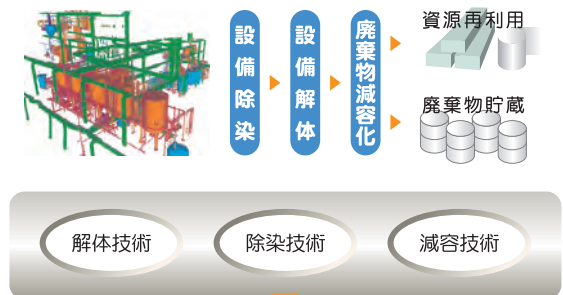 設備除染
設備解体
廃棄物減容化
資源再利用
廃棄物貯蔵
解体技術
除染技術
減容技術